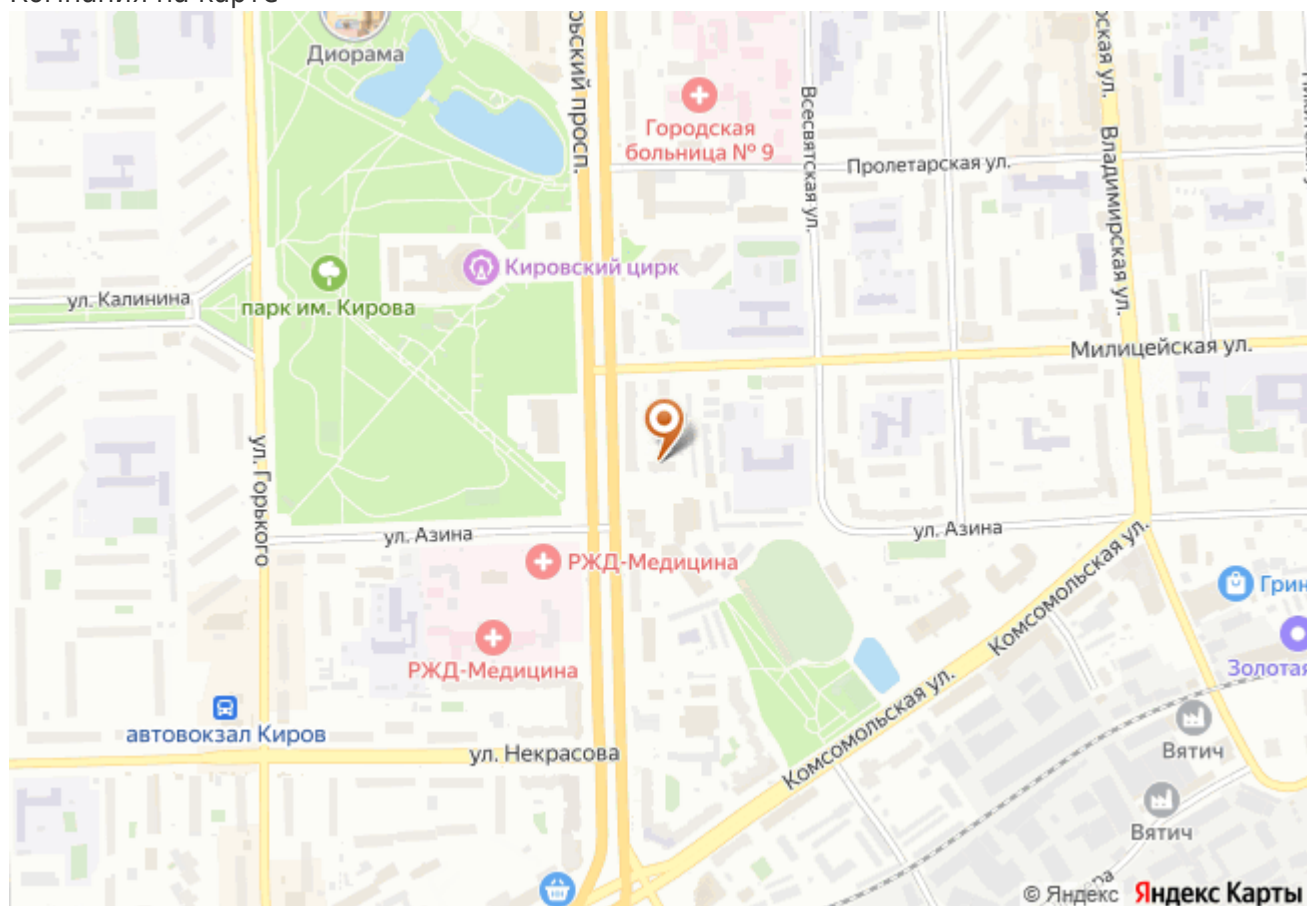 Диорама
Городская
больница № 9
Всесвятская ул.
Пролетарская ул.
Владимирская ул.
Кировский цирк
парк им. Кирова
ул. Калинина
Милицейская ул.
ул. Горького
ул. Азина
ул. Азина
РЖД-Медицина
РЖД-Медицина
Комсомольская ул.
Комсомольская ул.
Грин
Золотая
автовокзал Киров
ул. Некрасова
Вятич
Вятич
© Яндекс Яндекс Карты